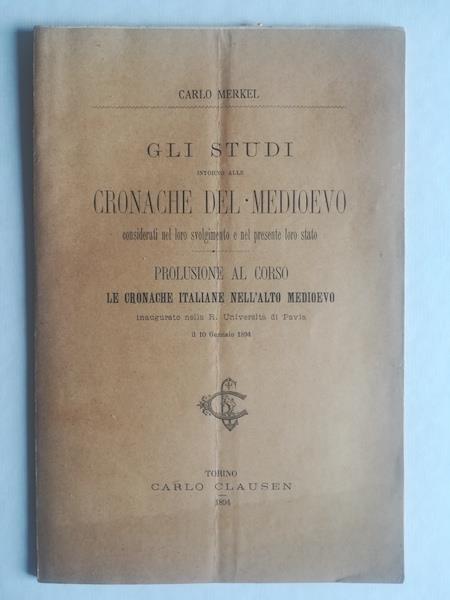 CARLO MERKEL
GLI STUDI
INTORNO ALLE
CRONACHE DEL MEDIOEVO
considerati nel loro svolgimento e nel presente loro stato
PROLUSIONE AL CORSO
LE CRONACHE ITALIANE NELL'ALTO MEDIOEVO
inaugurato nella R. Università di Pavia
il 10 Gennaio 1894
TORINO
CARLO CLAUSEN
1894